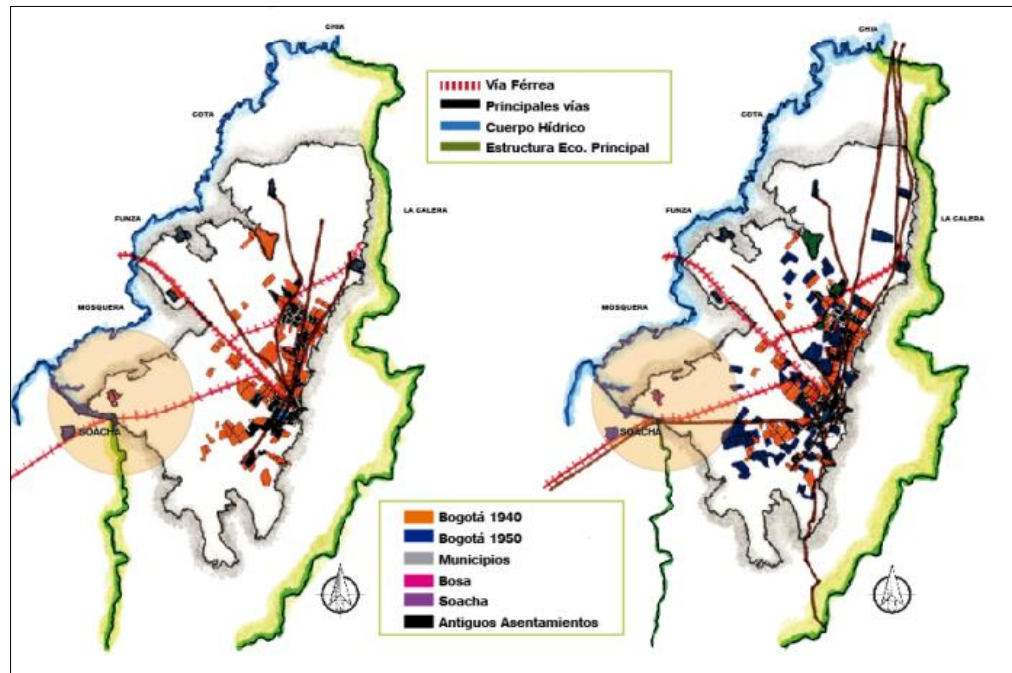 CHIA
COTA
FUNZA
MOSQUERA
SOACHA
LA CALERA
Vía Férrea
Principales vías
Cuerpo Hídrico
Estructura Eco. Principal
Bogotá 1940
Bogotá 1950
Municipios
Bosa
Soacha
Antiguos Asentamientos
CHIA
COTA
FUNZA
MOSQUERA
SOACHA
LA CALERA